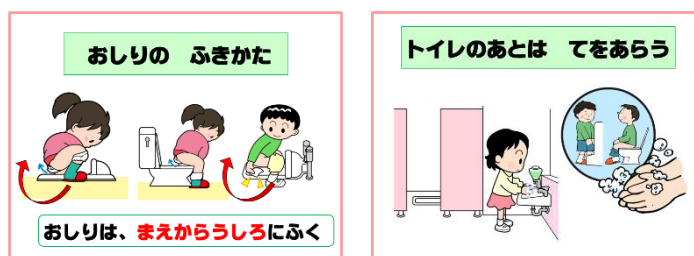 おしりの　ふきかた
おしりは、まえからうしろにふく
トイレのあとは　てをあらう